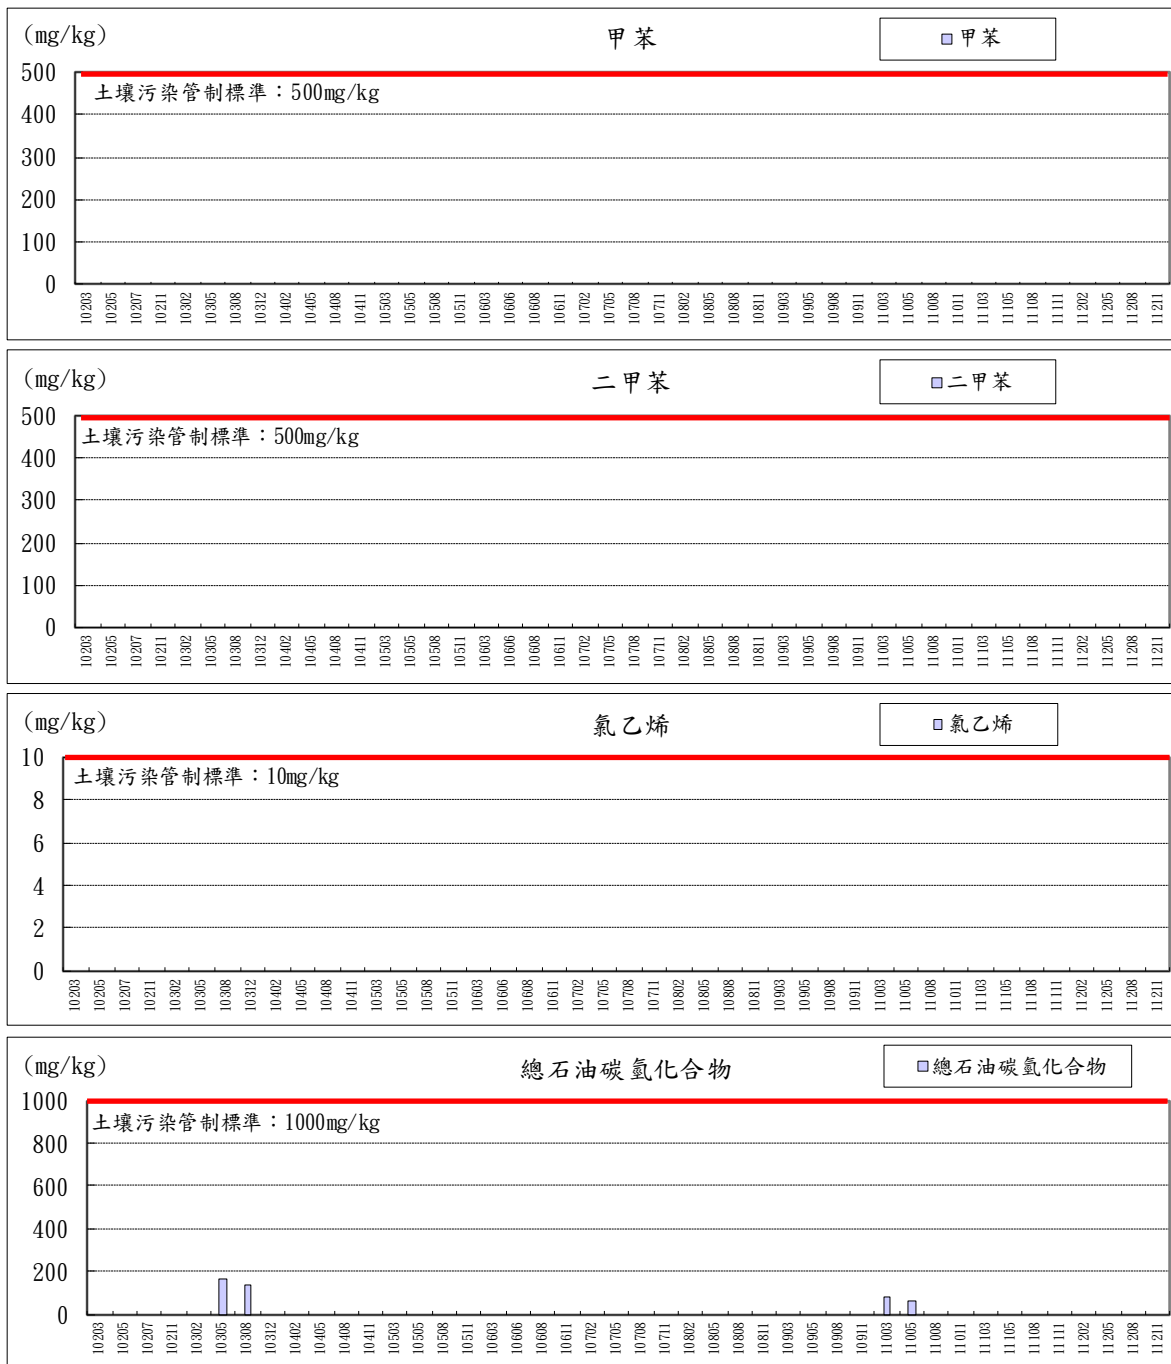 (mg/kg)
甲苯
甲苯
500
土壤污染管制標準：500mg/kg
400
300
200
100
0
10203 10205 10207 10211 10302 10305 10308 10312 10402 10405 10408 10411 10503 10505 10508 10511 10603 10606 10608 10611 10702 10705 10708 10711 10802 10805 10808 10811 10903 10905 10908 10911 11003 11005 11008 11011 11103 11105 11108 11111 11202 11205 11208 11211
(mg/kg)
二甲苯
二甲苯
500
土壤污染管制標準：500mg/kg
400
300
200
100
0
10203 10205 10207 10211 10302 10305 10308 10312 10402 10405 10408 10411 10503 10505 10508 10511 10603 10606 10608 10611 10702 10705 10708 10711 10802 10805 10808 10811 10903 10905 10908 10911 11003 11005 11008 11011 11103 11105 11108 11111 11202 11205 11208 11211
(mg/kg)
氯乙烯
氯乙烯
10
土壤污染管制標準：10mg/kg
8
6
4
2
0
10203 10205 10207 10211 10302 10305 10308 10312 10402 10405 10408 10411 10503 10505 10508 10511 10603 10606 10608 10611 10702 10705 10708 10711 10802 10805 10808 10811 10903 10905 10908 10911 11003 11005 11008 11011 11103 11105 11108 11111 11202 11205 11208 11211
(mg/kg)
總石油碳氫化合物
總石油碳氫化合物
1000
土壤污染管制標準：1000mg/kg
800
600
400
200
0
10203 10205 10207 10211 10302 10305 10308 10312 10402 10405 10408 10411 10503 10505 10508 10511 10603 10606 10608 10611 10702 10705 10708 10711 10802 10805 10808 10811 10903 10905 10908 10911 11003 11005 11008 11011 11103 11105 11108 11111 11202 11205 11208 11211